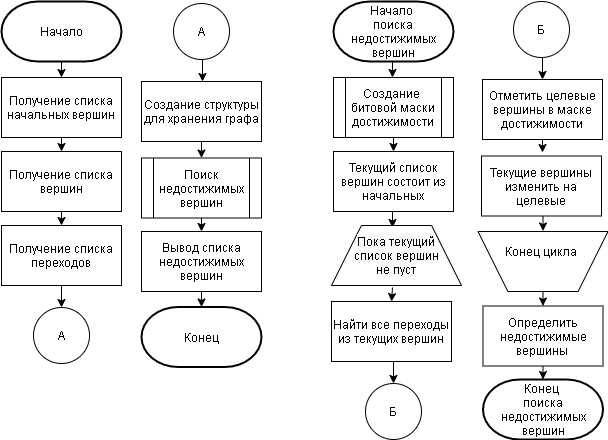 Начало
Получение списка
начальных вершин
Получение списка
вершин
Получение списка
переходов
А
А
Создание структуры
для хранения графа
Поиск
недостижимых
вершин
Вывод списка
недостижимых
вершин
Конец
Начало
поиска
недостижимых
вершин
Создание
битовой маски
достижимости
Текущий список
вершин состоит из
начальных
Пока текущий
список вершин
не пуст
Найти все переходы
из текущих вершин
Б
Б
Отметить целевые
вершины в маске
достижимости
Текущие вершины
изменить на
целевые
Конец цикла
Определить
недостижимые
вершины
Конец
поиска
недостижимых
вершин